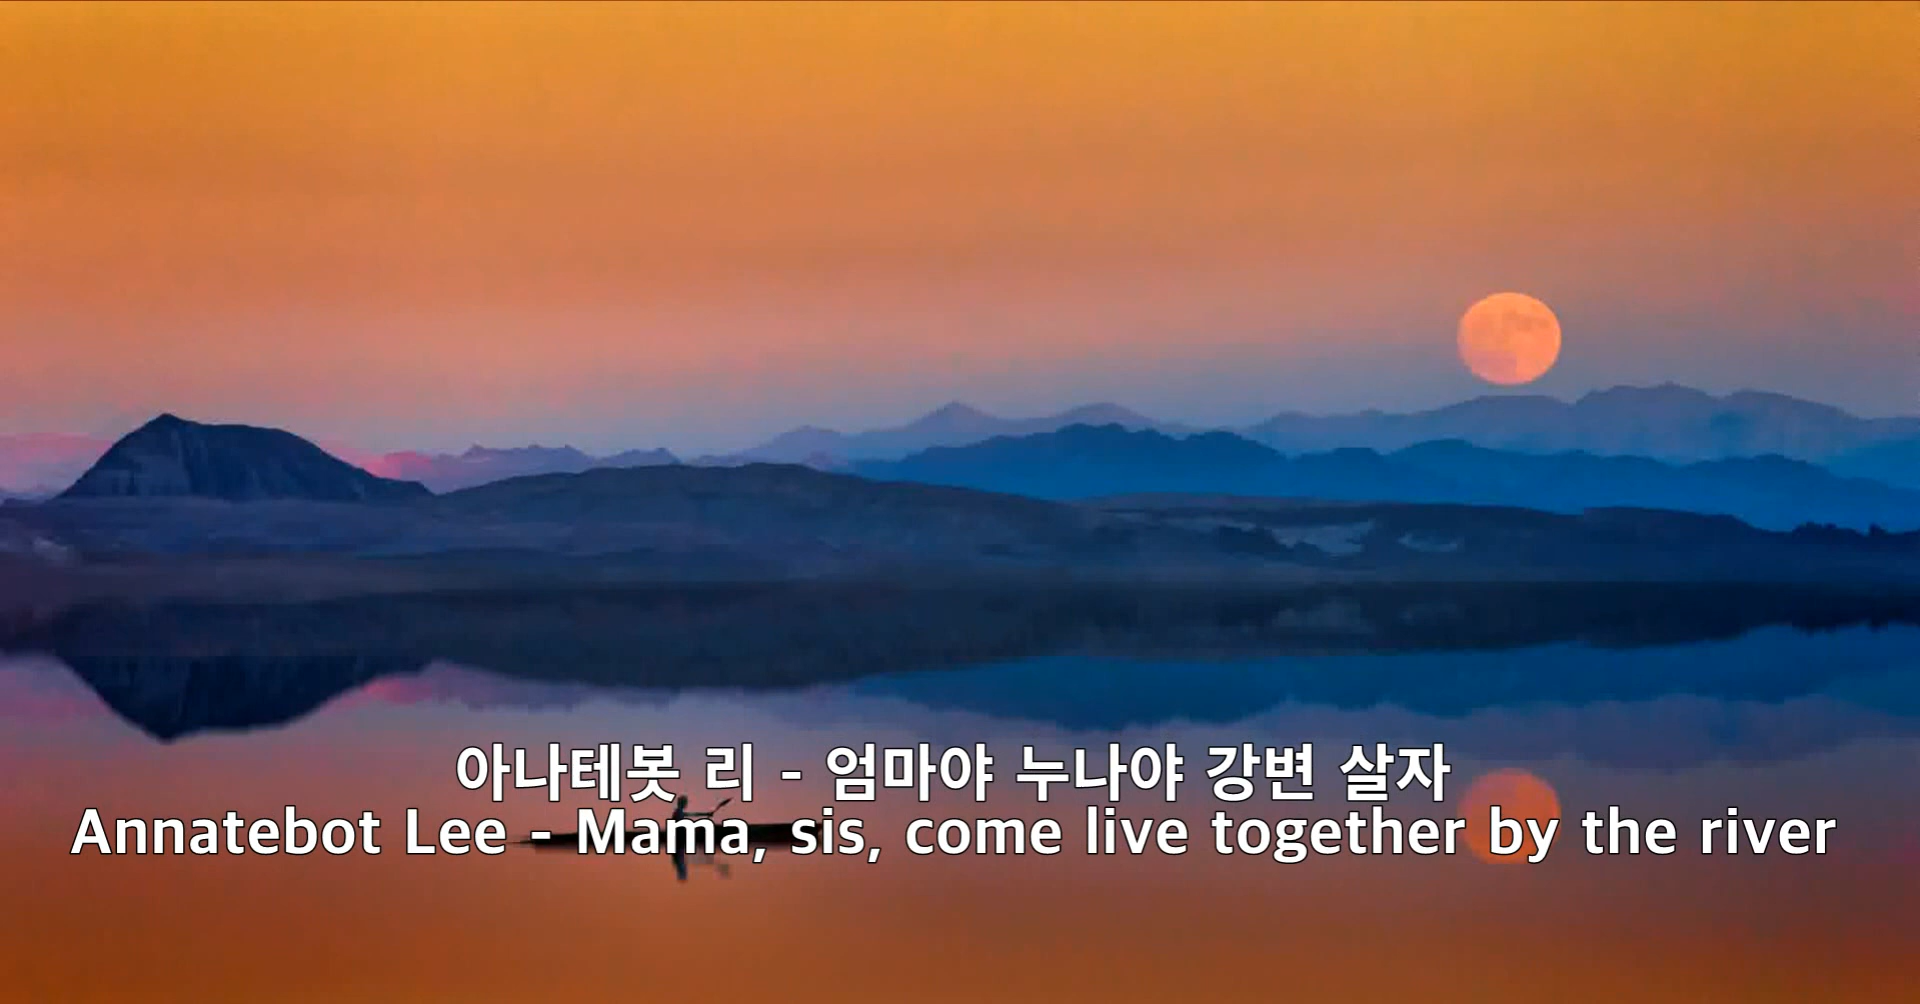 아나테봇 리 - 엄마야 누나야 강변 살자
Annatebot Lee - Mama, sis, come live together by the river